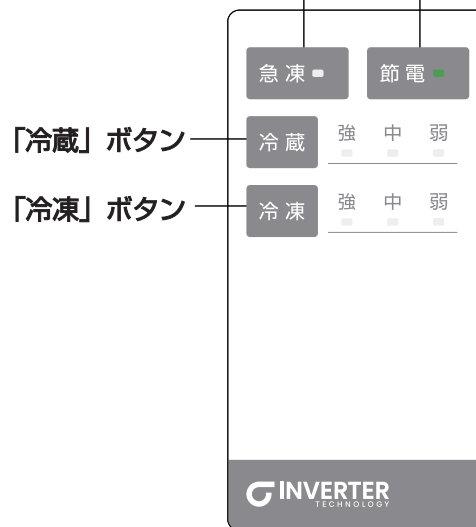 急凍 節電
「冷蔵」ボタン 冷蔵 強 中 弱
「冷凍」ボタン 冷凍 強 中 弱
INVERTER
TECHNOLOGY